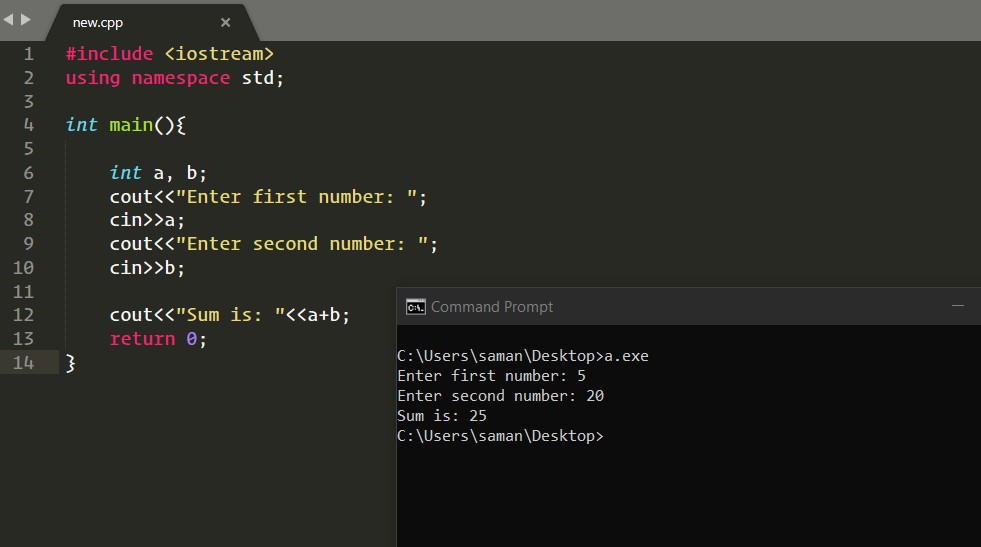 new.cpp
1 #include <iostream>
2 using namespace std;
3
4 int main(){
5
6 int a, b;
7 cout<<"Enter first number: ";
8 cin>>a;
9 cout<<"Enter second number: ";
10 cin>>b;
11
12 cout<<"Sum is: "<<a+b;
13 return 0;
14 }
C:\. Command Prompt
C:\Users\saman\Desktop>a.exe
Enter first number: 5
Enter second number: 20
Sum is: 25
C:\Users\saman\Desktop>